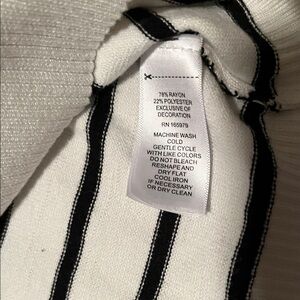 78% RAYON
22% POLYESTER
EXCLUSIVE OF
DECORATION
RN 165979
MACHINE WASH
COLD
GENTLE CYCLE
WITH LIKE COLORS
DO NOT BLEACH
RESHAPE AND
DRY FLAT
COOL IRON
IF NECESSARY
OR DRY CLEAN